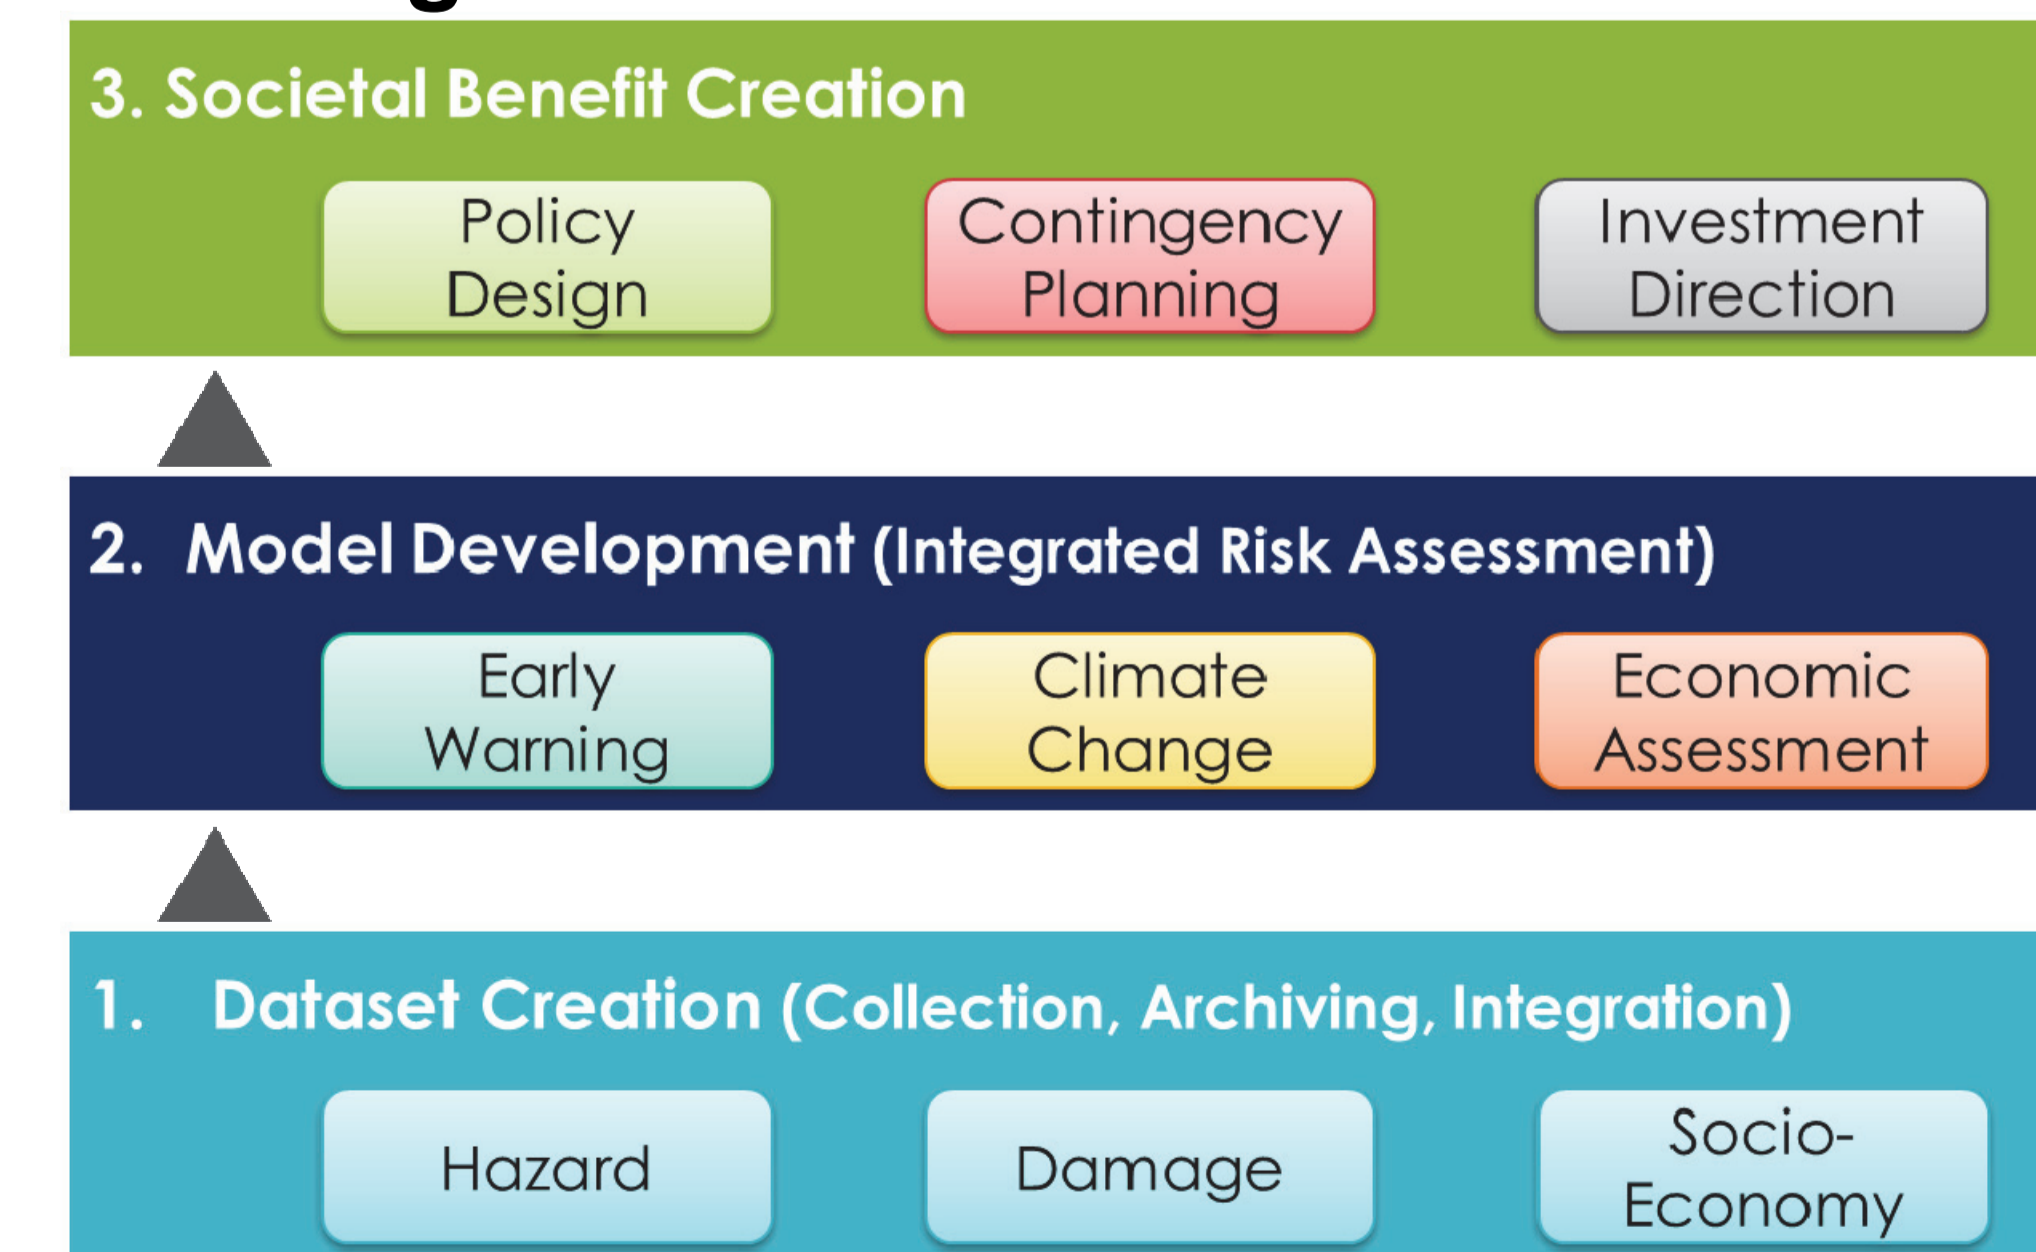 3. Societal Benefit Creation
Policy
Design
Contingency
Planning
Investment
Direction
2. Model Development (Integrated Risk Assessment)
Early
Warning
Climate
Change
Economic
Assessment
1. Dataset Creation (Collection, Archiving, Integration)
Hazard
Damage
Socio-
Economy